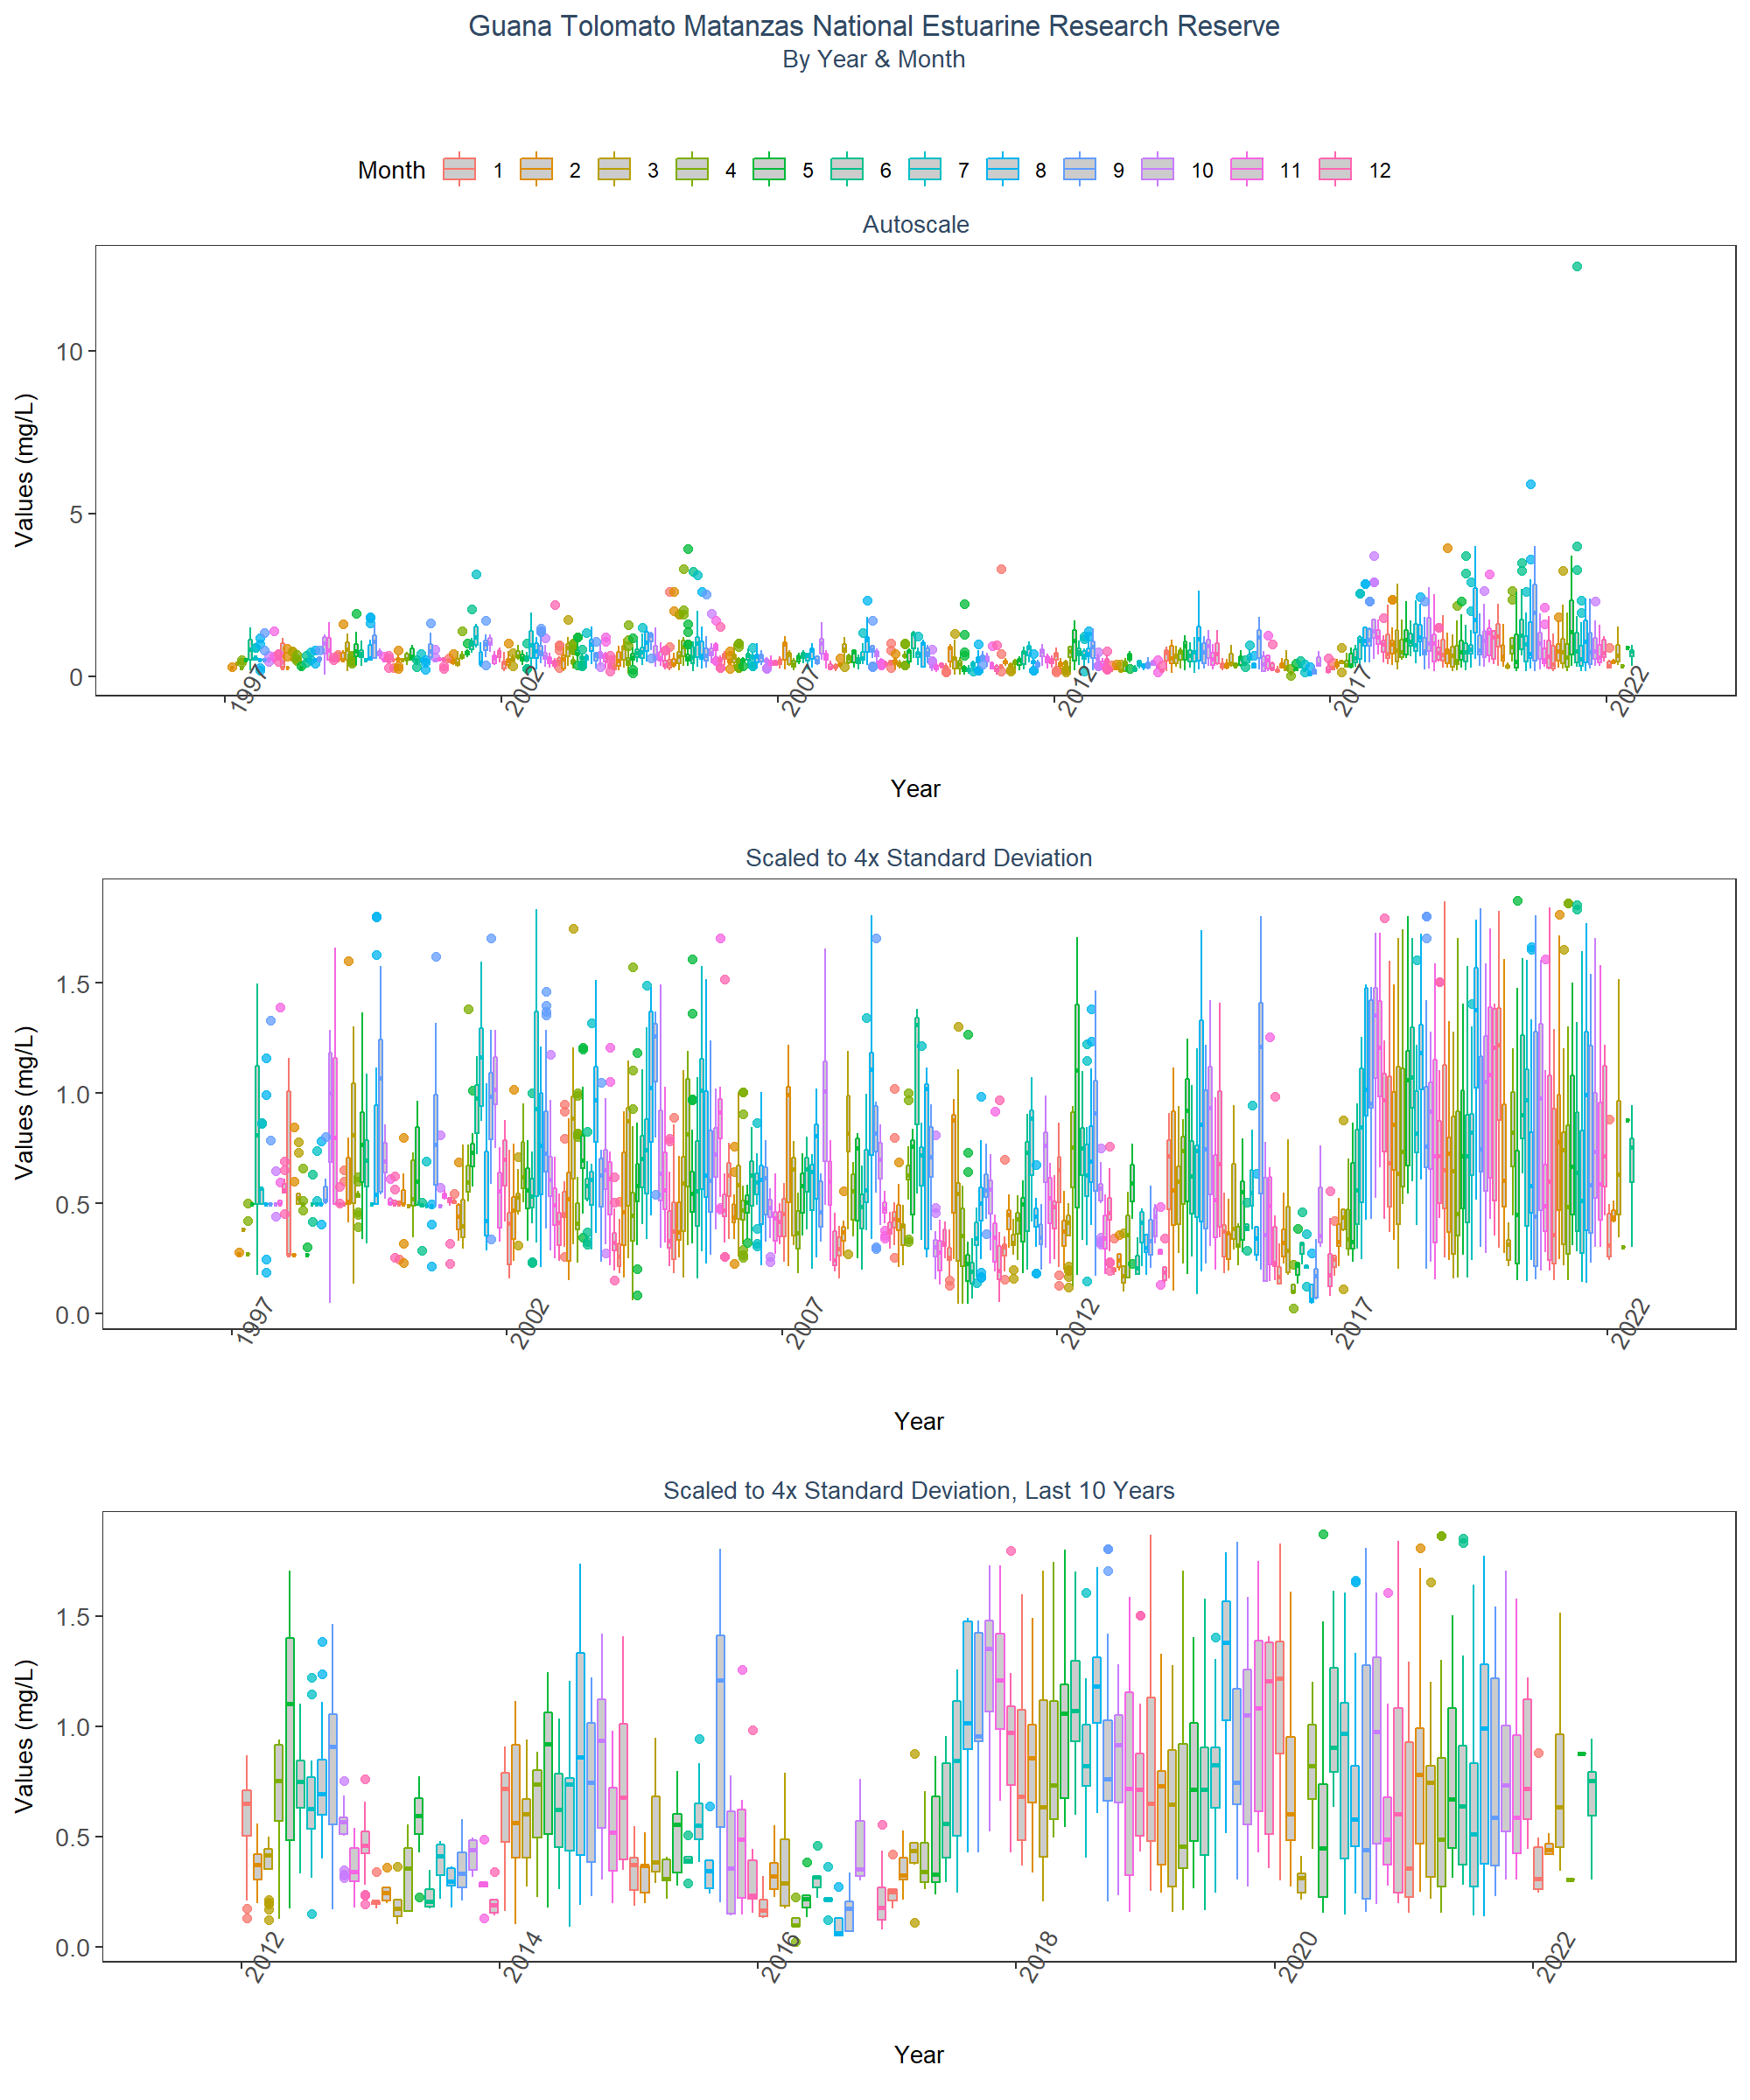 Guana Tolomato Matanzas National Estuarine Research Reserve
By Year & Month
Month 1 2 3 4 5 6 7 8 9 10 11 12
Autoscale
Values (mg/L)
10
5
0
1997 2002 2007 2012 2017 2022
Year
Scaled to 4x Standard Deviation
Values (mg/L)
1.5
1.0
0.5
0.0
1997 2002 2007 2012 2017 2022
Year
Scaled to 4x Standard Deviation, Last 10 Years
Values (mg/L)
1.5
1.0
0.5
0.0
2012 2014 2016 2018 2020 2022
Year